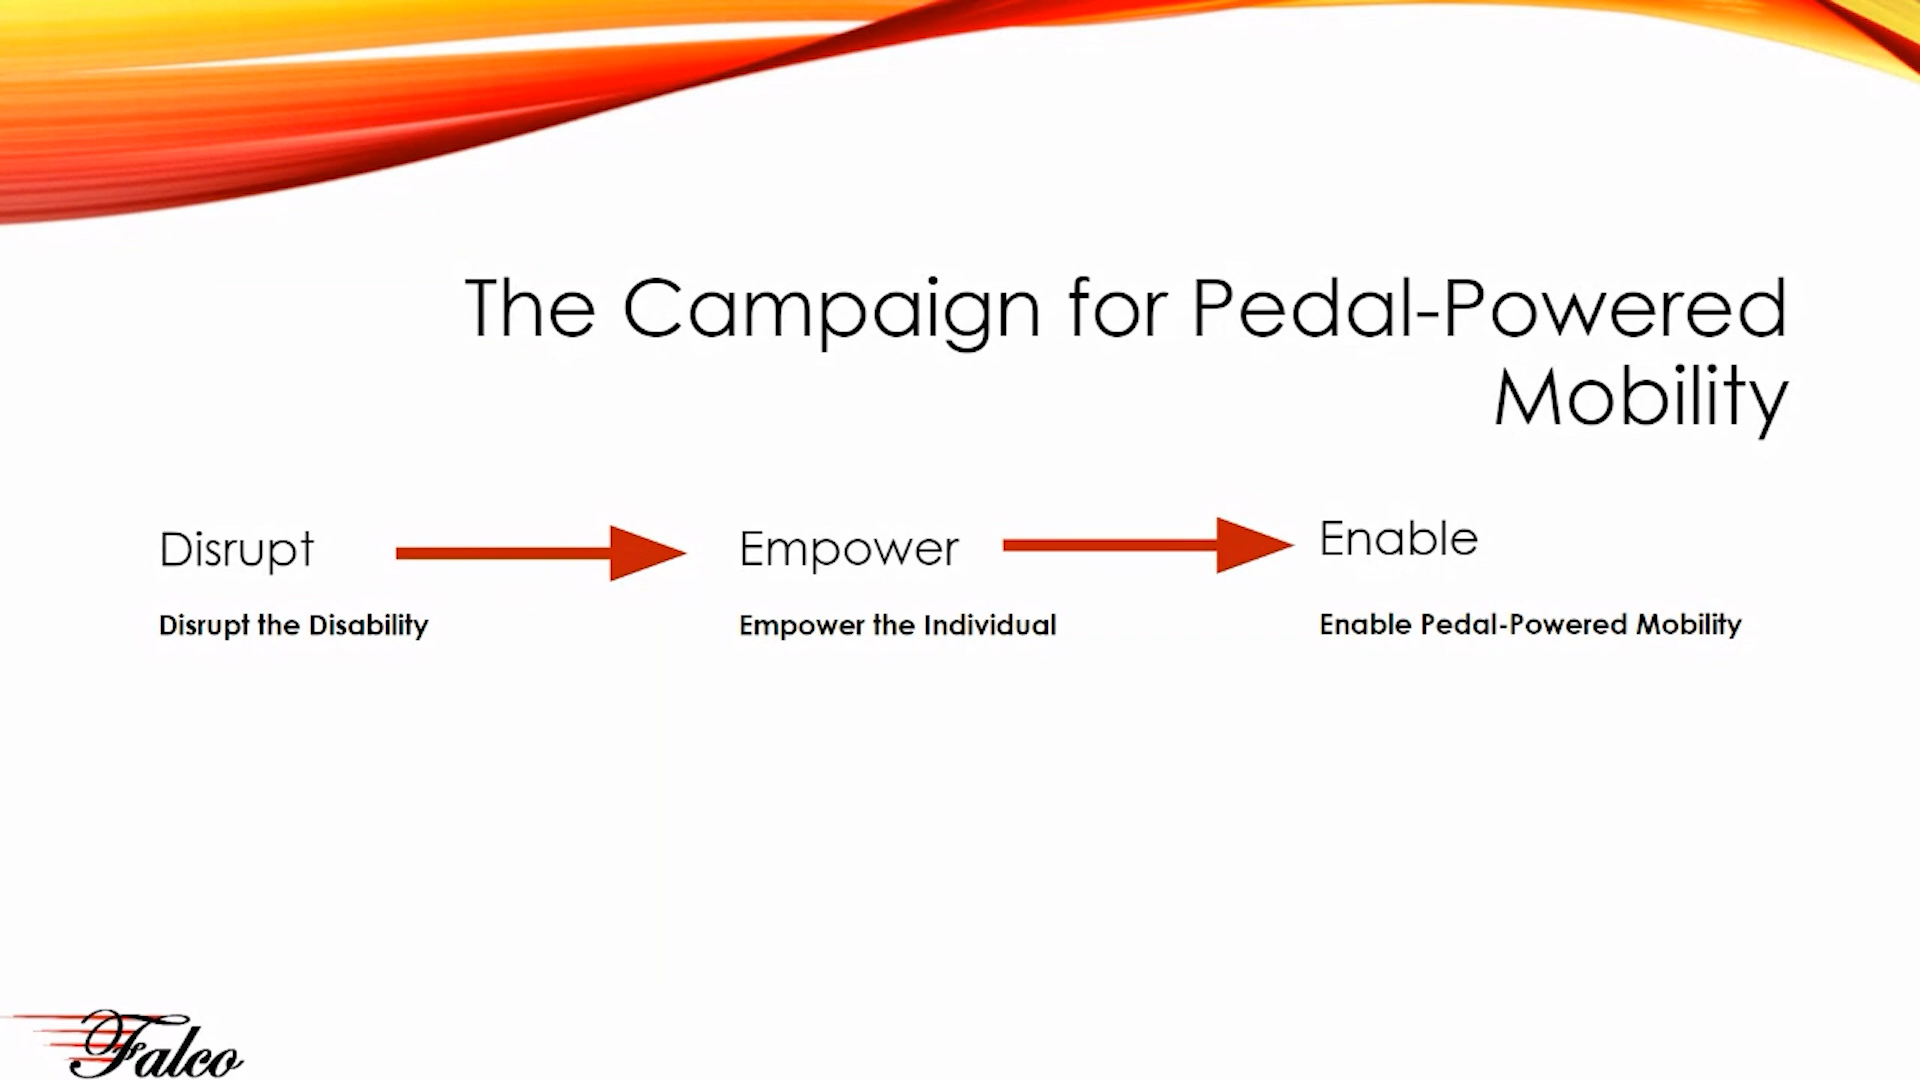 The Campaign for Pedal-Powered
Mobility
Disrupt
Empower
Enable
Disrupt the Disability
Empower the Individual
Enable Pedal-Powered Mobility
Falco